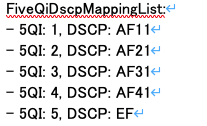 FiveQiDscpMappingList:
- 5QI: 1, DSCP: AF11
- 5QI: 2, DSCP: AF21
- 5QI: 3, DSCP: AF31
- 5QI: 4, DSCP: AF41
- 5QI: 5, DSCP: EF